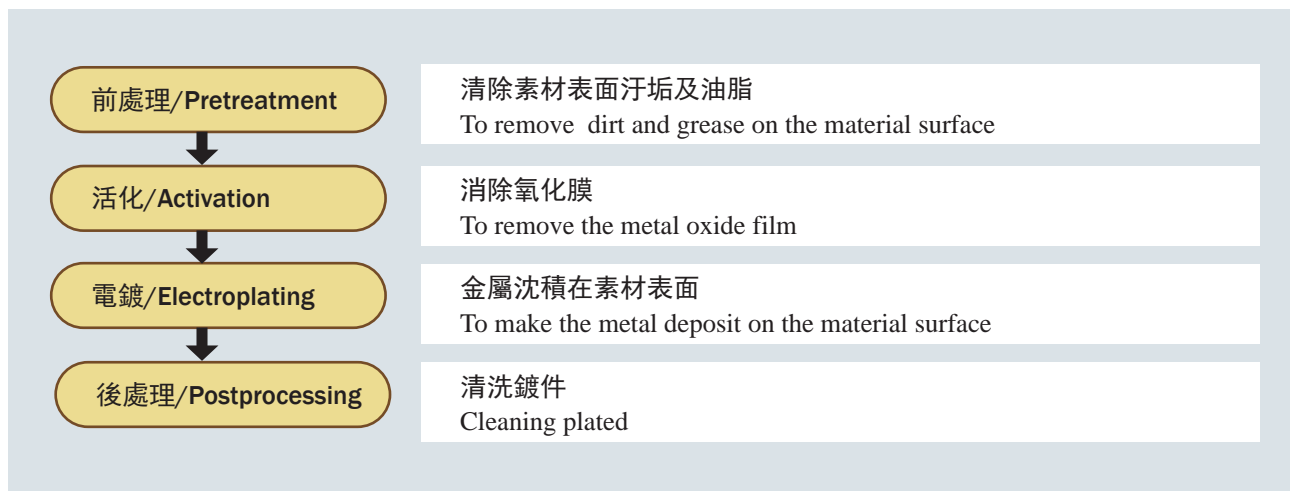 前處理/Pretreatment
清除素材表面汙垢及油脂
To remove dirt and grease on the material surface
活化/Activation
消除氧化膜
To remove the metal oxide film
電鍍/Electroplating
金屬沈積在素材表面
To make the metal deposit on the material surface
後處理/Postprocessing
清洗鍍件
Cleaning plated